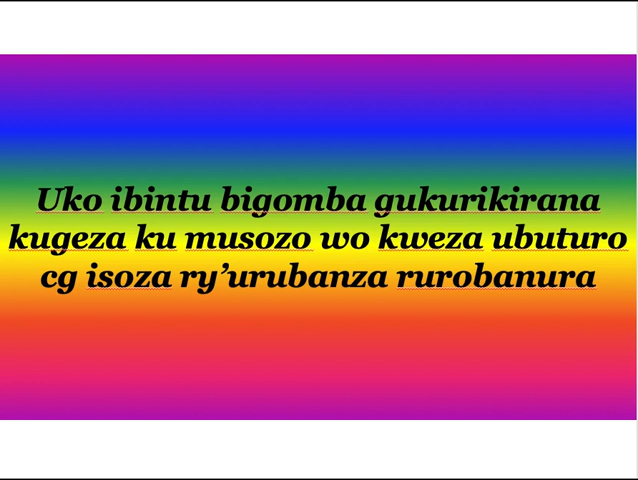 Uko ibintu bigomba gukurikirana
kugeza ku musozo wo kweza ubuturo
cg isoza ry’urubanza rurobanura